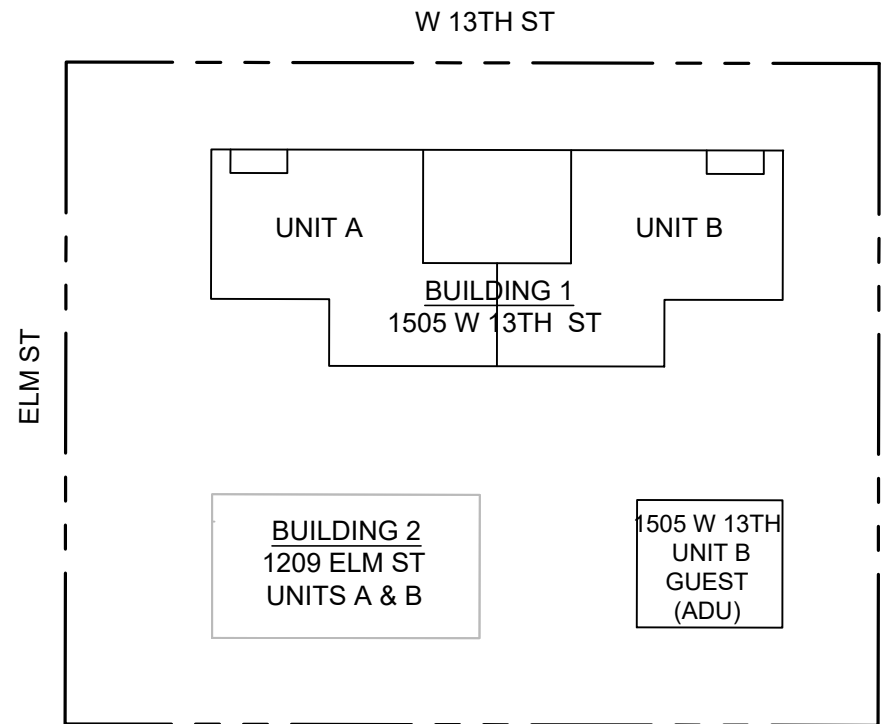 W 13TH ST
UNIT A
UNIT B
BUILDING 1
1505 W 13TH ST
ELM ST
BUILDING 2
1209 ELM ST
UNITS A & B
1505 W 13TH
UNIT B
GUEST
(ADU)